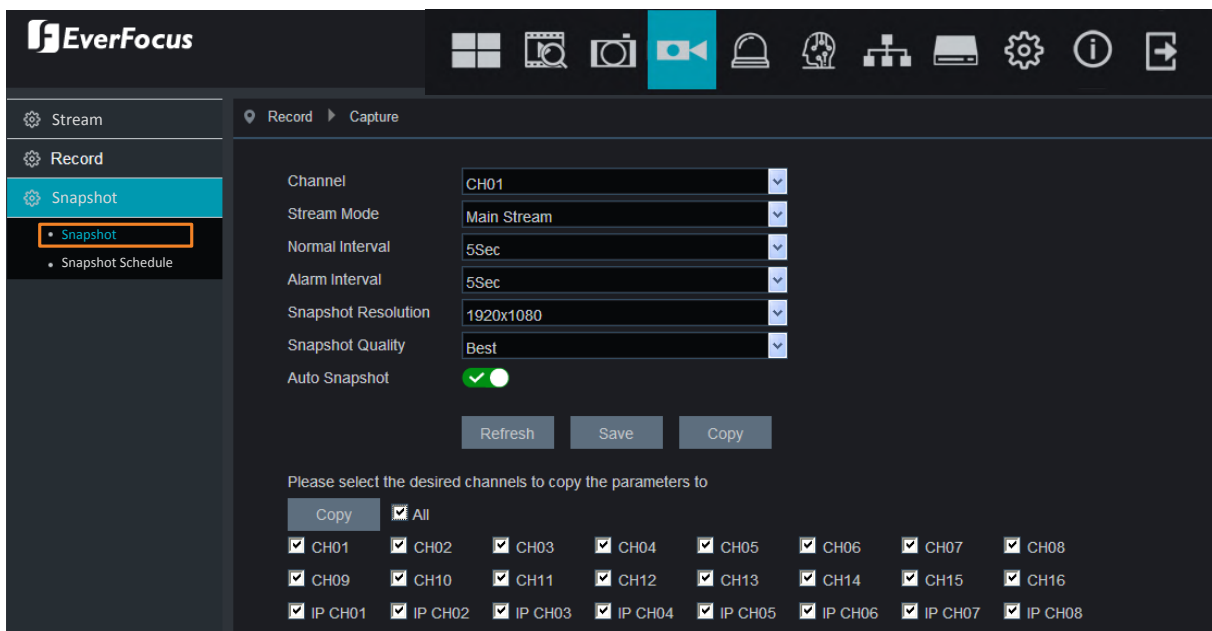 EverFocus
Stream
Record
Snapshot
Snapshot
Snapshot Schedule
Record Capture
Channel CH01
Stream Mode Main Stream
Normal Interval 5Sec
Alarm Interval 5Sec
Snapshot Resolution 1920x1080
Snapshot Quality Best
Auto Snapshot
Refresh Save Copy
Please select the desired channels to copy the parameters to
Copy All
CH01 CH02 CH03 CH04 CH05 CH06 CH07 CH08
CH09 CH10 CH11 CH12 CH13 CH14 CH15 CH16
IP CH01 IP CH02 IP CH03 IP CH04 IP CH05 IP CH06 IP CH07 IP CH08